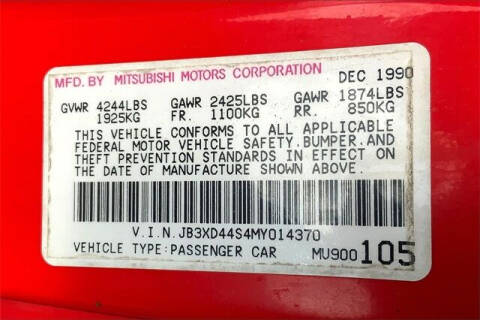 MFD. BY MITSUBISHI MOTORS CORPORATION DEC 1990
GVWR 4244LBS GAWR 2425LBS GAWR 1874LBS
1925KG FR. 1100KG RR. 850KG
THIS VEHICLE CONFORMS TO ALL APPLICABLE
FEDERAL MOTOR VEHICLE SAFETY.BUMPER.AND
THEFT PREVENTION STANDARDS IN EFFECT ON
THE DATE OF MANUFACTURE SHOWN ABOVE.
V.I.N.JB3XD44S4MY014370
VEHICLE TYPE:PASSENGER CAR MU900105